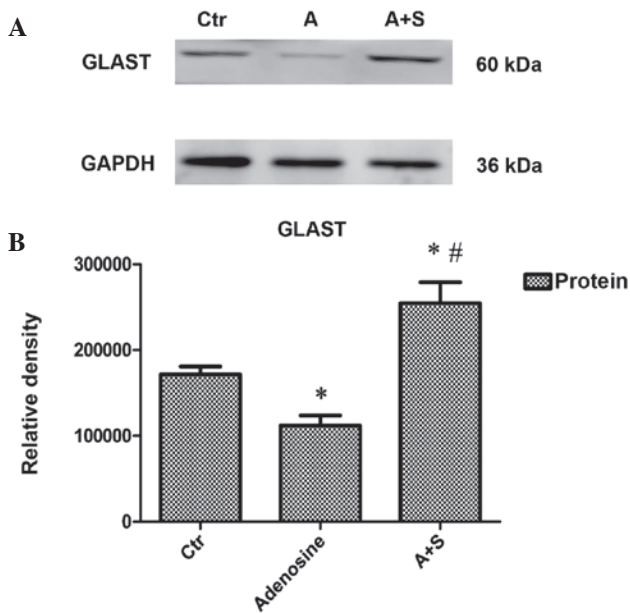 A
Ctr A A+S
GLAST 60 kDa
GAPDH 36 kDa
B
GLAST
* #
300000
Protein
200000
*
100000
0
Relative density
Ctr
Adenosine
A+S